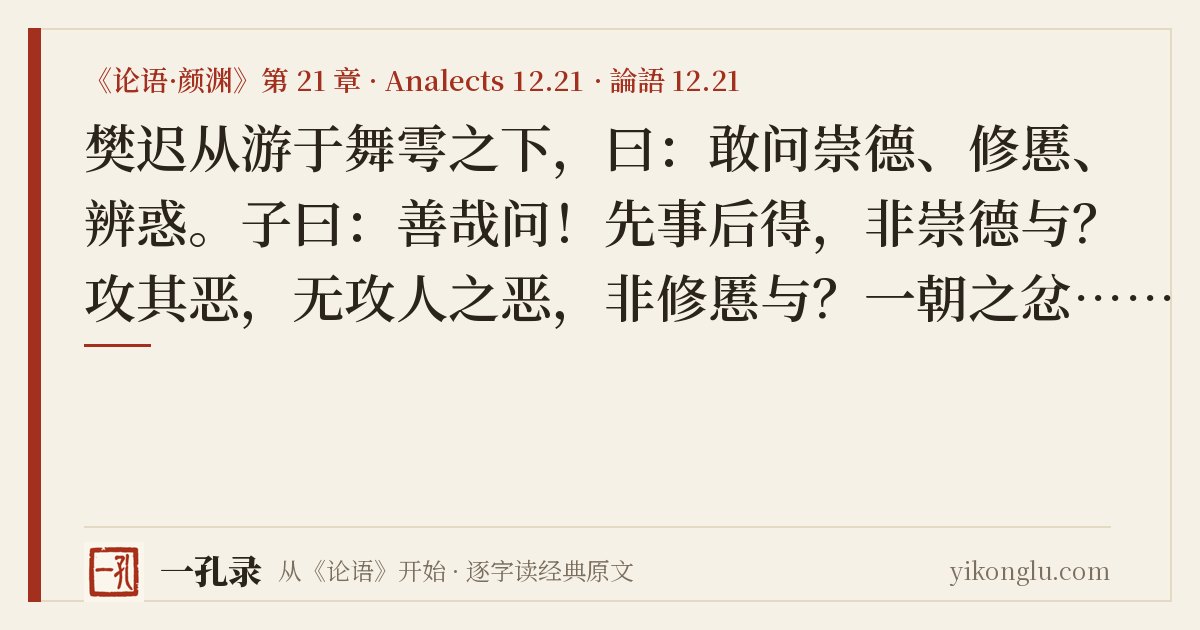 《论语·颜渊》第 21 章 · Analects 12.21 · 論語 12.21
樊迟从游于舞雩之下，曰：敢问崇德、修慝、
辨惑。子曰：善哉问！先事后得，非崇德与？
攻其恶，无攻人之恶，非修慝与？一朝之忿……
一孔
一孔录 从《论语》开始 · 逐字读经典原文 yikonglu.com